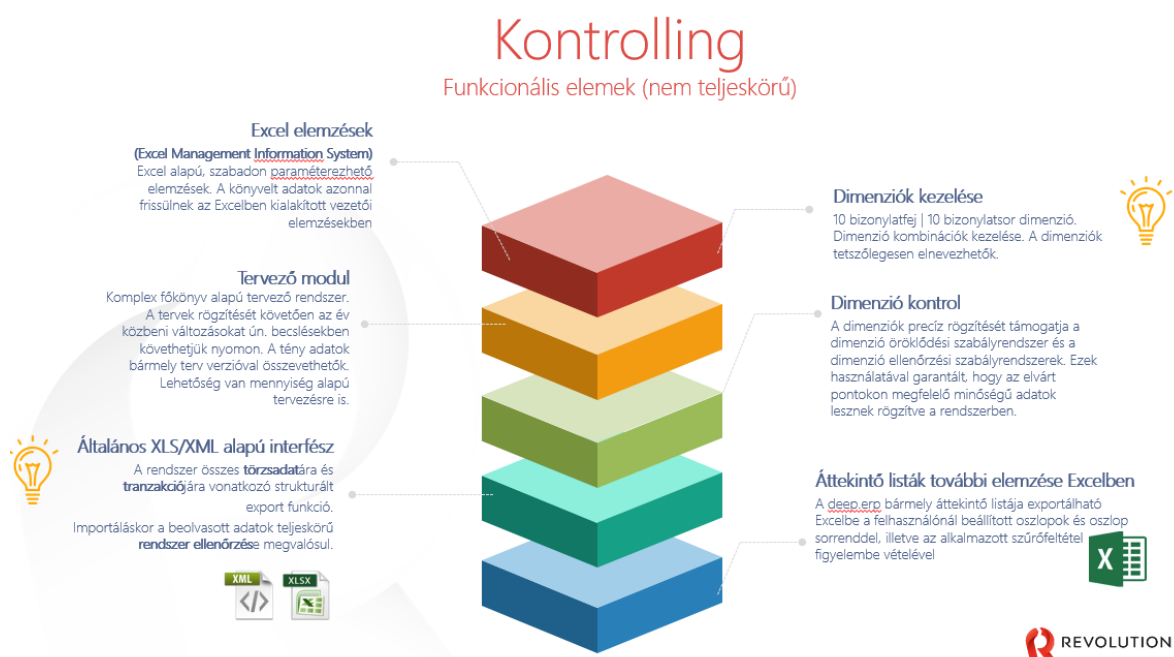 Kontrolling
Funkcionális elemek (nem teljeskörű)
Excel elemzések
(Excel Management Information System)
Excel alapú, szabadon paraméterezhető
elemzések. A könyvelt adatok azonnal
frissülnek az Excelben kialakított vezetői
elemzésekben
Tervező modul
Komplex főkönyv alapú tervező rendszer.
A tervek rögzítését követően az év
közbeni változásokat ún. becslésekben
követhetjük nyomon. A tény adatok
bármely terv verzióval összevethetők.
Lehetőség van mennyiség alapú
tervezésre is.
Általános XLS/XML alapú interfész
A rendszer összes törzsadatára és
tranzakciójára vonatkozó strukturált
export funkció.
Importáláskor a beolvasott adatok teljeskörű
rendszer ellenőrzése megvalósul.
XML
XLSX
Dimenziók kezelése
10 bizonylatfej | 10 bizonylatsor dimenzió.
Dimenzió kombinációk kezelése. A dimenziók
tetszőlegesen elnevezhetők.
Dimenzió kontrol
A dimenziók precíz rögzítését támogatja a
dimenzió öröklődési szabályrendszer és a
dimenzió ellenőrzési szabályrendszerek. Ezek
használatával garantált, hogy az elvárt
pontokon megfelelő minőségű adatok
lesznek rögzítve a rendszerben.
Áttekintő listák további elemzése Excelben
A deep.erp bármely áttekintő listája exportálható
Excelbe a felhasználónál beállított oszlopok és oszlop
sorrenddel, illetve az alkalmazott szűrőfeltétel
figyelembe vételével
X
REVOLUTION